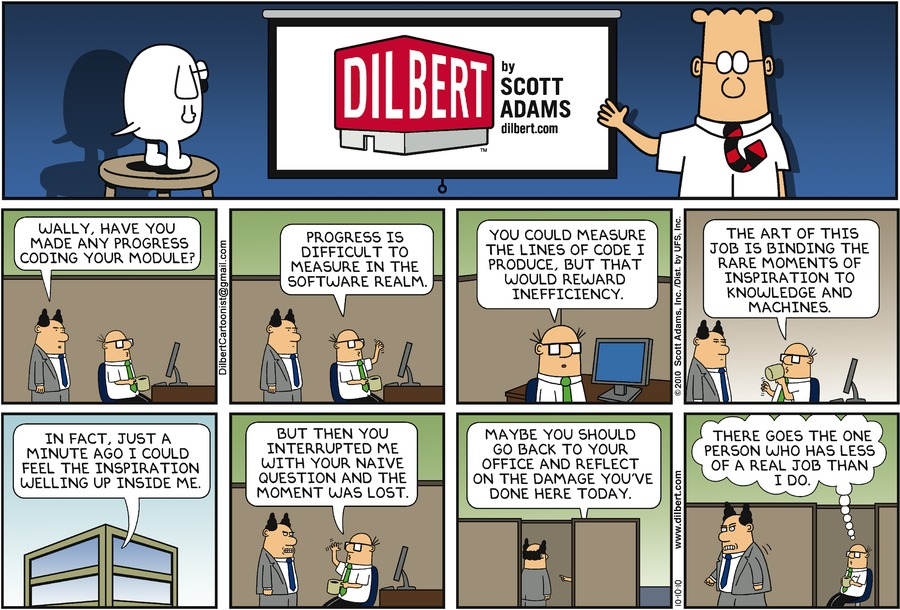 DILBERT
TM
by
SCOTT
ADAMS
dilbert.com
WALLY, HAVE YOU
MADE ANY PROGRESS
CODING YOUR MODULE?
DilbertCartoonist@gmail.com
PROGRESS IS
DIFFICULT TO
MEASURE IN THE
SOFTWARE REALM.
YOU COULD MEASURE
THE LINES OF CODE I
PRODUCE, BUT THAT
WOULD REWARD
INEFFICIENCY.
©2010 Scott Adams, Inc. /Dist. by UFS, Inc.
THE ART OF THIS
JOB IS BINDING THE
RARE MOMENTS OF
INSPIRATION TO
KNOWLEDGE AND
MACHINES.
IN FACT, JUST A
MINUTE AGO I COULD
FEEL THE INSPIRATION
WELLING UP INSIDE ME.
BUT THEN YOU
INTERRUPTED ME
WITH YOUR NAIVE
QUESTION AND THE
MOMENT WAS LOST.
MAYBE YOU SHOULD
GO BACK TO YOUR
OFFICE AND REFLECT
ON THE DAMAGE YOU'VE
DONE HERE TODAY.
10-10-10
www.dilbert.com
THERE GOES THE ONE
PERSON WHO HAS LESS
OF A REAL JOB THAN
I DO.